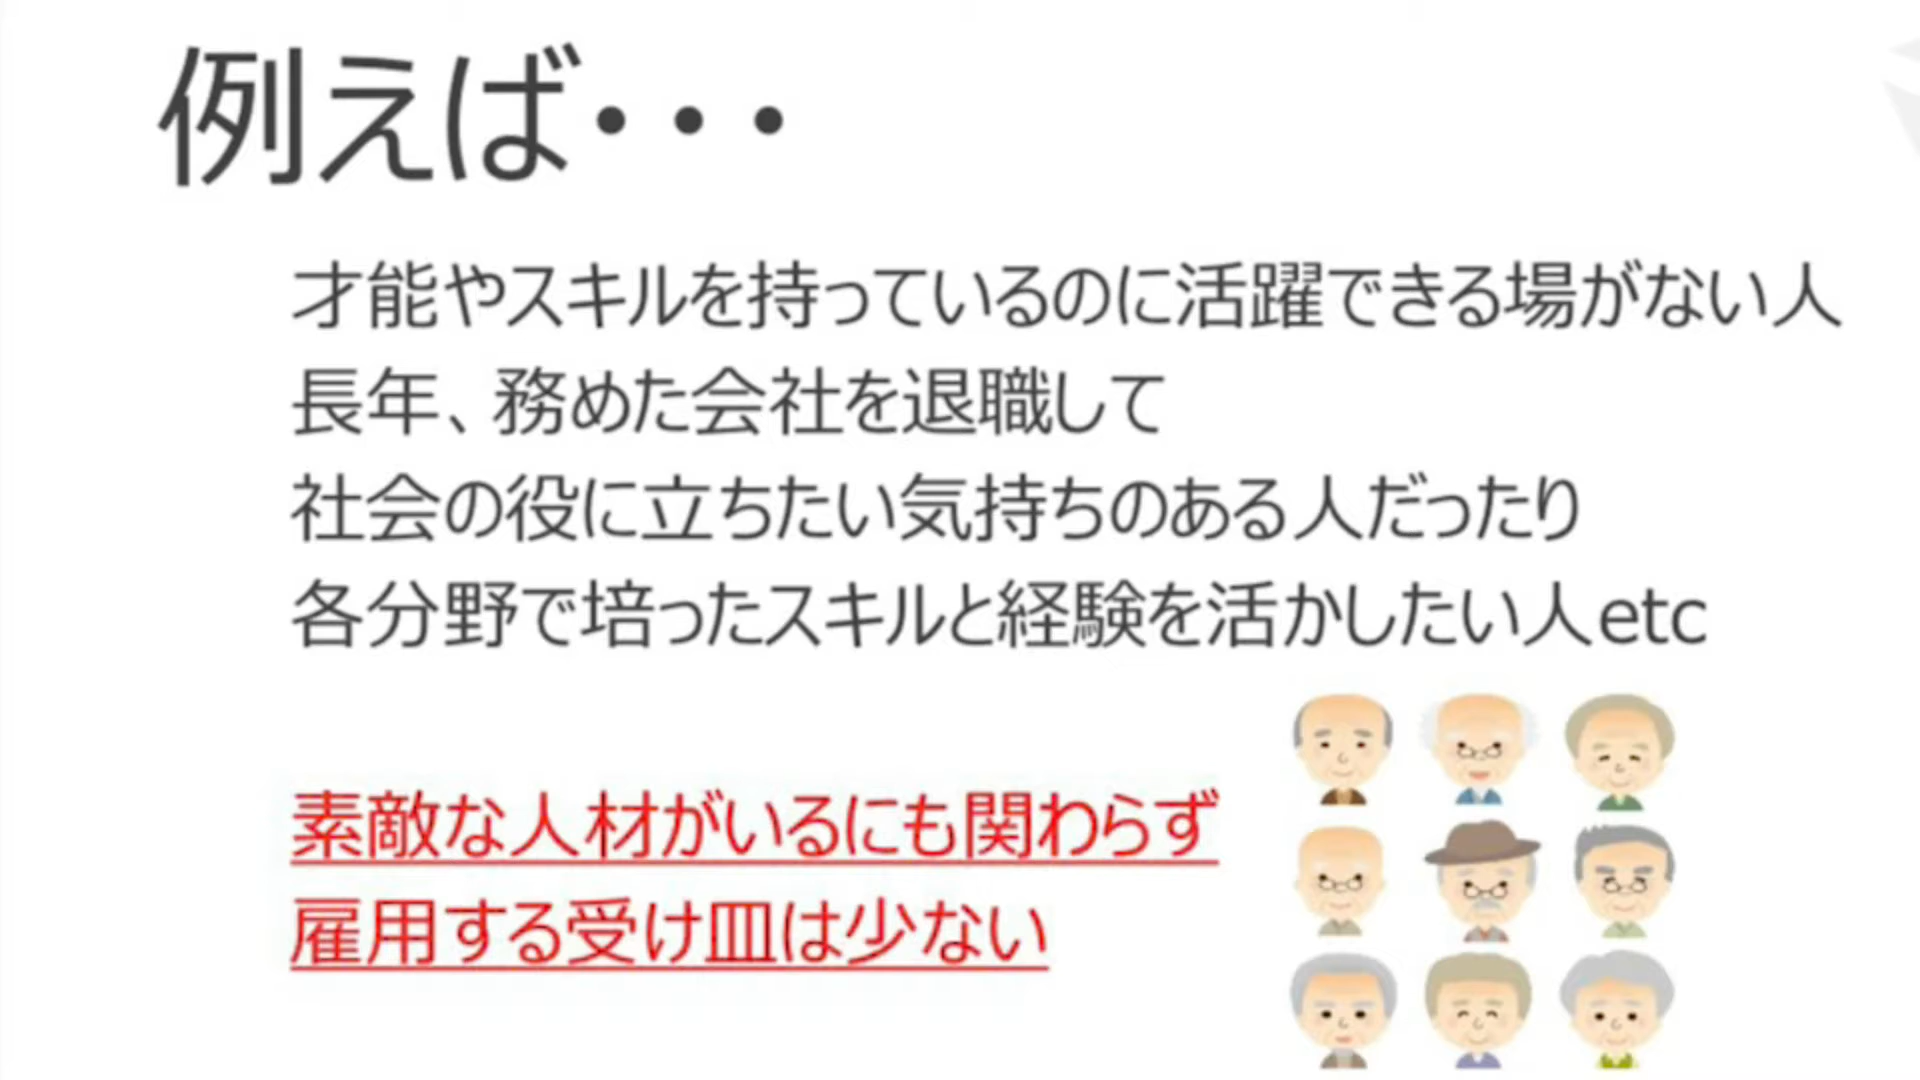 例えば・・・
才能やスキルを持っているのに活躍できる場がない人
長年、務めた会社を退職して
社会の役に立ちたい気持ちのある人だったり
各分野で培ったスキルと経験を活かしたい人etc
素敵な人材がいるにも関わらず
雇用する受け皿は少ない